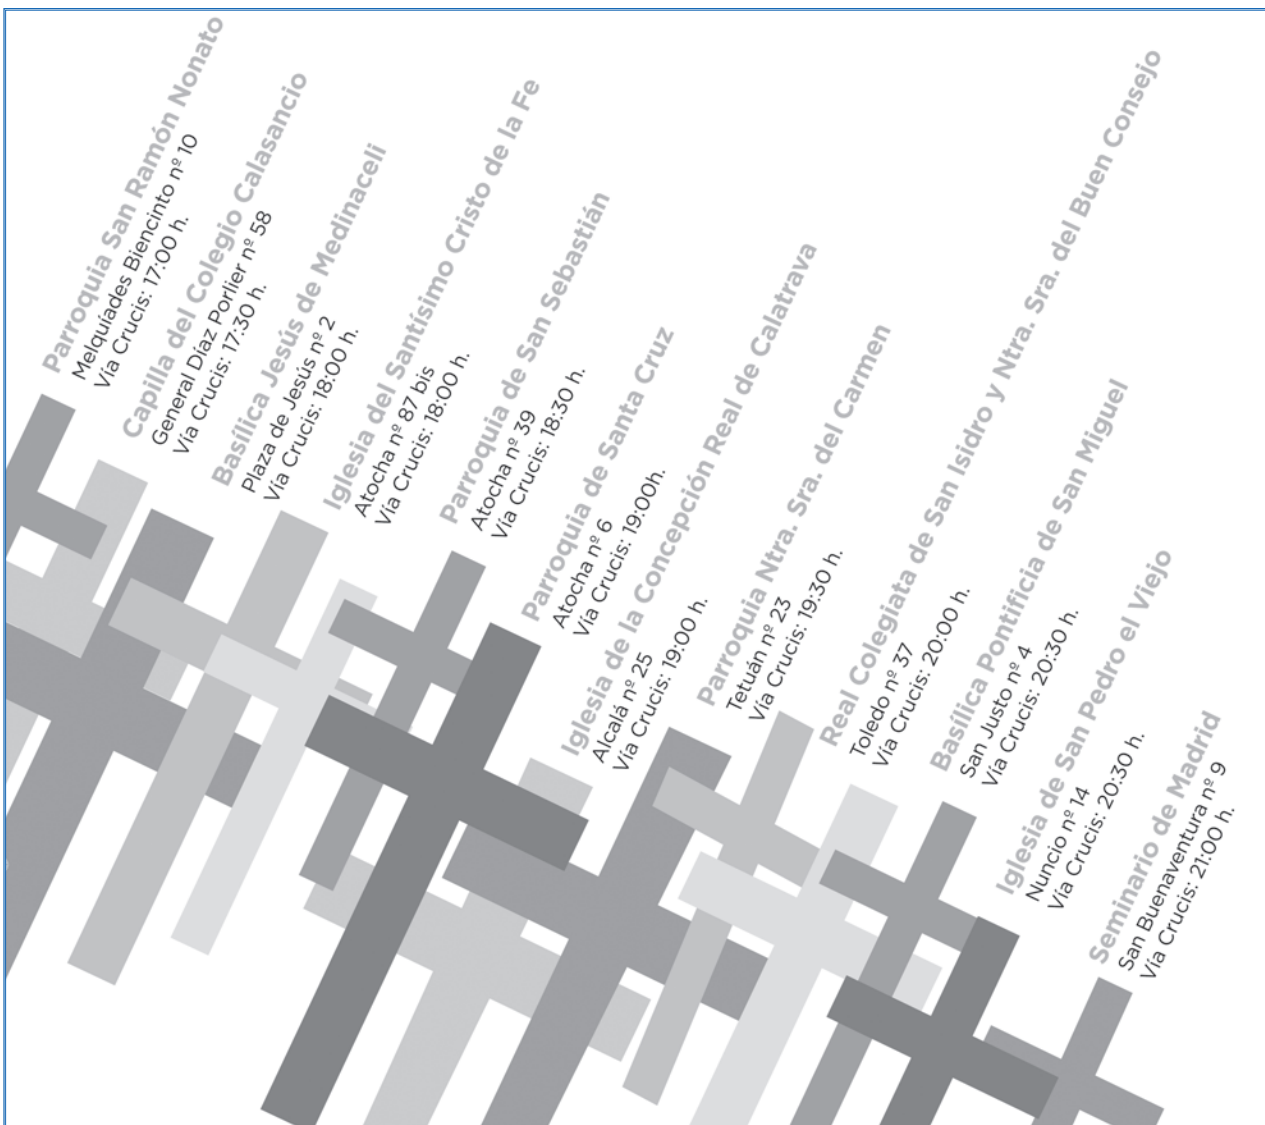 Parroquia San Ramón Nonato
Melquíades Biencinto nº 10
Vía Crucis: 17:00 h.
Capilla del Colegio Calasancio
General Díaz Porlier nº 58
Vía Crucis: 17:30 h.
Basílica Jesús de Medinaceli
Plaza de Jesús nº 2
Vía Crucis: 18:00 h.
Iglesia del Santísimo Cristo de la Fe
Atocha nº 87 bis
Vía Crucis: 18:00 h.
Parroquia de San Sebastián
Atocha nº 39
Vía Crucis: 18:30 h.
Parroquia de Santa Cruz
Atocha nº 6
Vía Crucis: 19:00h.
Iglesia de la Concepción Real de Calatrava
Alcalá nº 25
Vía Crucis: 19:00 h.
Parroquia Ntra. Sra. del Carmen
Tetuán nº 23
Vía Crucis: 19:30 h.
Real Colegiata de San Isidro y Ntra. Sra. del Buen Consejo
Toledo nº 37
Vía Crucis: 20:00 h.
Basílica Pontificia de San Miguel
San Justo nº 4
Vía Crucis: 20:30 h.
Iglesia de San Pedro el Viejo
Nuncio nº 14
Vía Crucis: 20:30 h.
Seminario de Madrid
San Buenaventura nº 9
Vía Crucis: 21:00 h.